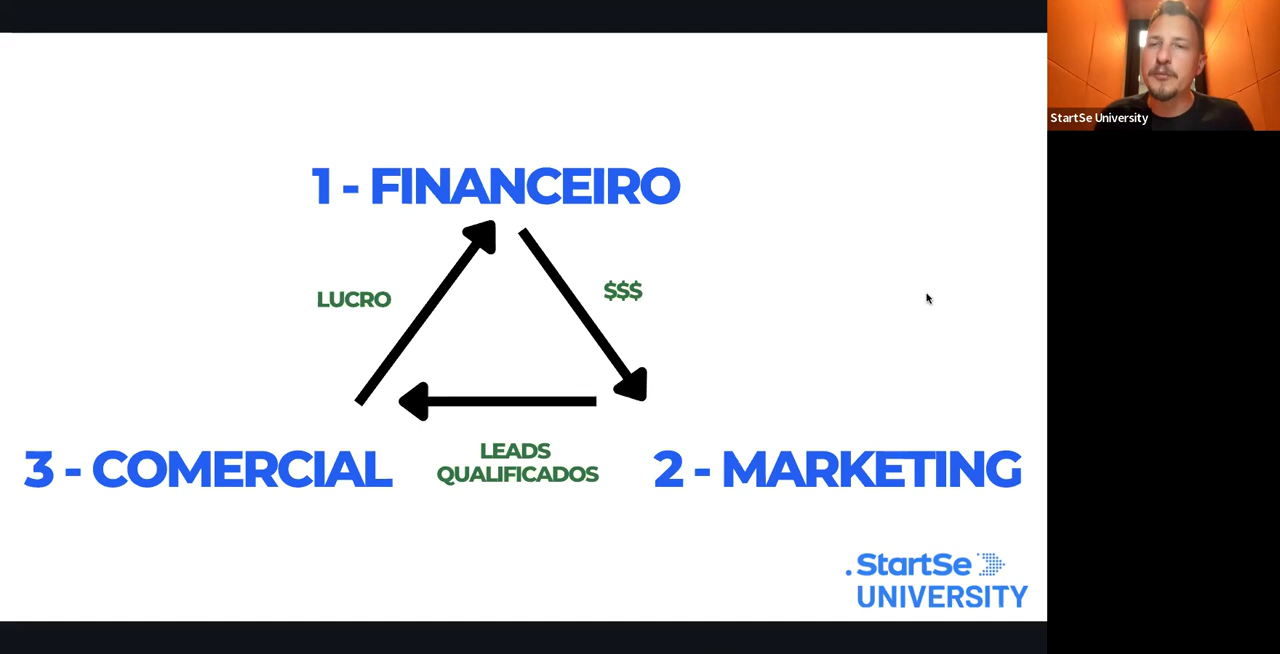 StartSe University
1 - FINANCEIRO
LUCRO
$$$
3 - COMERCIAL
LEADS
QUALIFICADOS
2 - MARKETING
.StartSe
UNIVERSITY